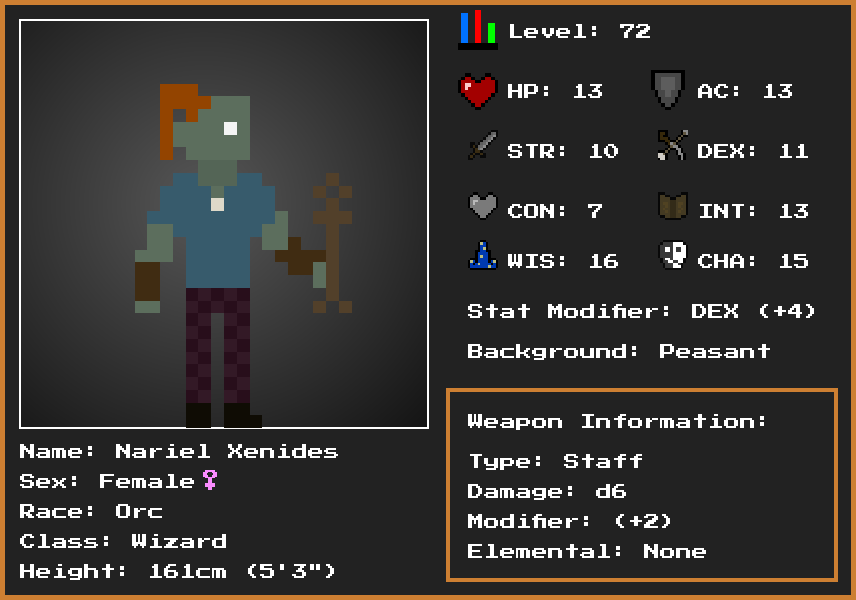 Level: 72
HP: 13
AC: 13
STR: 10
DEX: 11
CON: 7
INT: 13
WIS: 16
CHA: 15
Stat Modifier: DEX (+4)
Background: Peasant
Weapon Information:
Type: Staff
Damage: d6
Modifier: (+2)
Elemental: None
Name: Nariel Xenides
Sex: Female♀
Race: Orc
Class: Wizard
Height: 161cm (5'3")